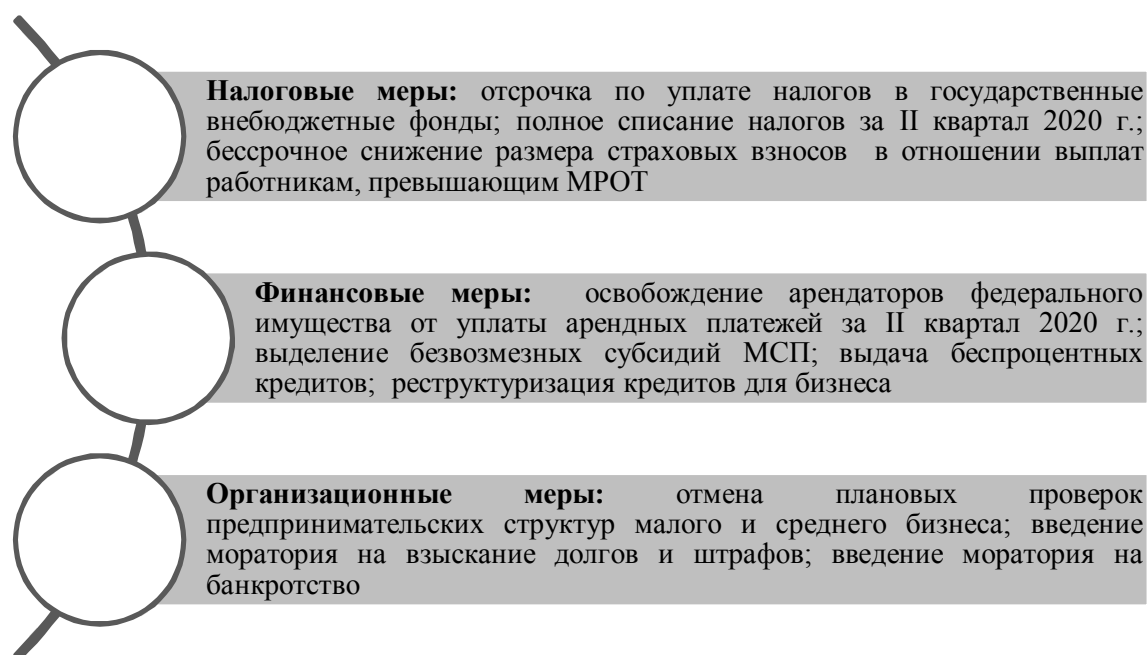 Налоговые меры: отсрочка по уплате налогов в государственные
внебюджетные фонды; полное списание налогов за II квартал 2020 г.;
бессрочное снижение размера страховых взносов в отношении выплат
работникам, превышающим МРОТ
Финансовые меры: освобождение арендаторов федерального
имущества от уплаты арендных платежей за II квартал 2020 г.;
выделение безвозмезных субсидий МСП; выдача беспроцентных
кредитов; реструктуризация кредитов для бизнеса
Организационные меры: отмена плановых проверок
предпринимательских структур малого и среднего бизнеса; введение
моратория на взыскание долгов и штрафов; введение моратория на
банкротство